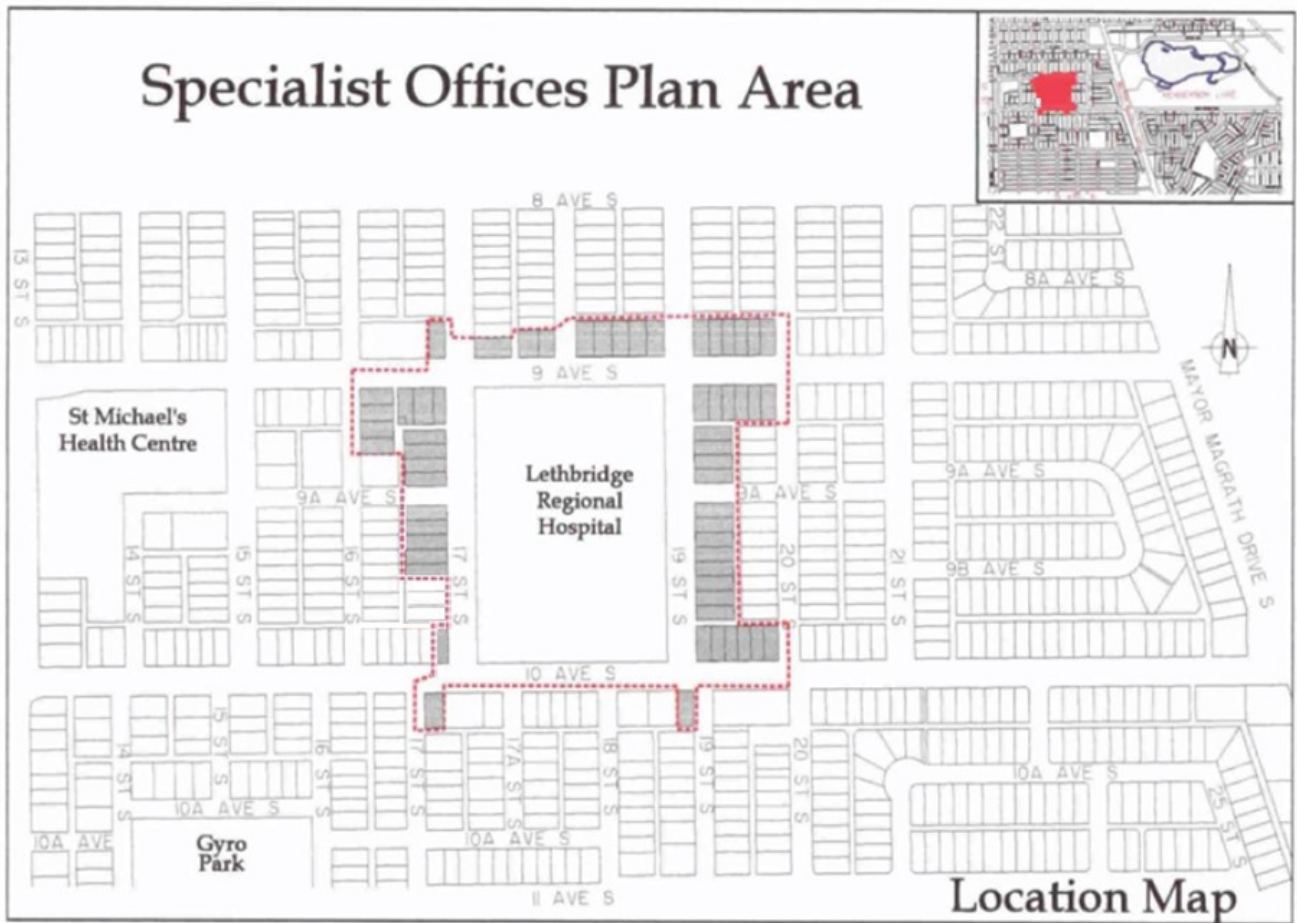 Specialist Offices Plan Area
8 AVE S
13 ST S
22 S
8A AVE S
N
MAYOR MAGRATH DRIVE S
9 AVE S
St Michael's
Health Centre
Lethbridge
Regional
Hospital
9A AVE S
9A AVE S
9A AVE S
14 ST S
15 ST S
16 ST S
17 ST S
19 ST S
20 ST S
21 ST S
9B AVE S
10 AVE S
14 ST S
15 ST S
16 ST S
17 ST S
17A ST S
18 ST S
19 ST S
20 ST S
10A AVE S
25 ST S
10A AVE S
10A AVE
10A AVE S
Gyro
Park
11 AVE S
Location Map